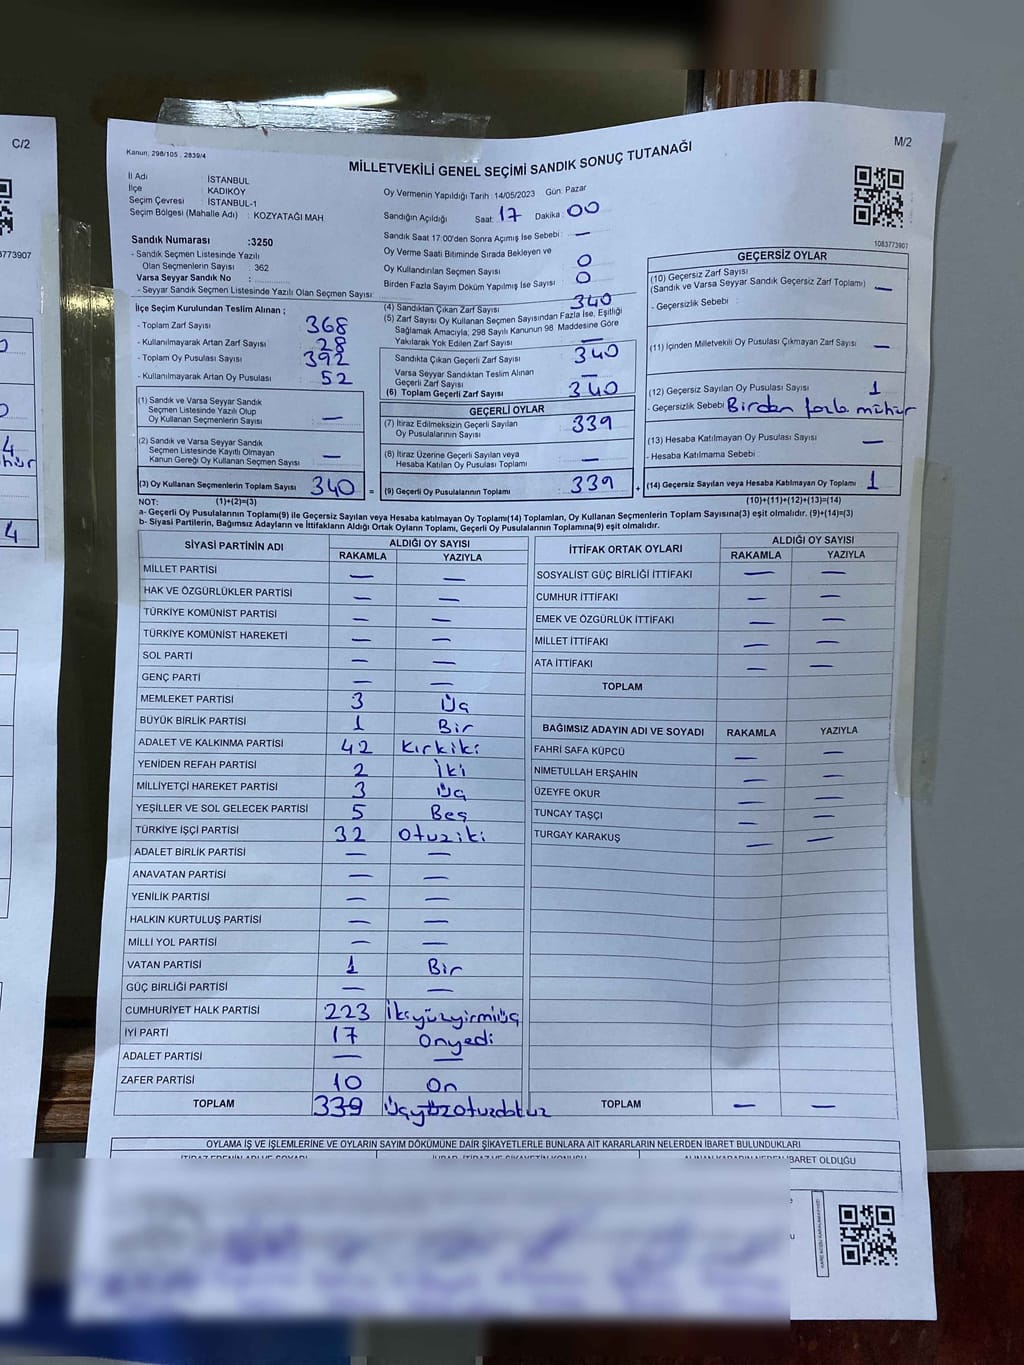 C/2
3773907
4
4
Kanun, 298/105 , 2839/4
M/2
MİLLETVEKİLİ GENEL SEÇİMİ SANDIK SONUÇ TUTANAĞI
İl Adı : İSTANBUL
İlçe : KADIKÖY
Seçim Çevresi : İSTANBUL-1
Seçim Bölgesi (Mahalle Adı) : KOZYATAĞI MAH
Oy Vermenin Yapıldığı Tarih :14/05/2023 Gün: Pazar
Sandığın Açıldığı Saat: 17 Dakika: 00
Sandık Saat 17:00'den Sonra Açımış İse Sebebi: —
Oy Verme Saati Bitiminde Sırada Bekleyen ve
Oy Kullandırılan Seçmen Sayısı 0
Birden Fazla Sayım Döküm Yapılmış İse Sayısı : 0
Sandık Numarası :3250
- Sandık Seçmen Listesinde Yazılı
Olan Seçmenlerin Sayısı : 362
Varsa Seyyar Sandık No :
- Seyyar Sandık Seçmen Listesinde Yazılı Olan Seçmen Sayısı:
1083773907
İlçe Seçim Kurulundan Teslim Alınan ;
- Toplam Zarf Sayısı 368
- Kullanılmayarak Artan Zarf Sayısı : 28
- Toplam Oy Pusulası Sayısı 392
- Kullanılmayarak Artan Oy Pusulası 52
(1) Sandık ve Varsa Seyyar Sandık
Seçmen Listesinde Yazılı Olup
Oy Kullanan Seçmenlerin Sayısı —
(2) Sandık ve Varsa Seyyar Sandık
Seçmen Listesinde Kayıtlı Olmayan
Kanun Gereği Oy Kullanan Seçmen Sayısı —
(3) Oy Kullanan Seçmenlerin Toplam Sayısı 340 =
(4) Sandıktan Çıkan Zarf Sayısı 340
(5) Zarf Sayısı Oy Kullanan Seçmen Sayısından Fazla İse, Eşitliği
Sağlamak Amacıyla, 298 Sayılı Kanunun 98. Maddesine Göre
Yakılarak Yok Edilen Zarf Sayısı : —
Sandıkta Çıkan Geçerli Zarf Sayısı 340
Varsa Seyyar Sandıktan Teslim Alınan
Geçerli Zarf Sayısı
(6) Toplam Geçerli Zarf Sayısı 340
GEÇERLİ OYLAR
(7) İtiraz Edilmeksizin Geçerli Sayılan
Oy Pusulalarının Sayısı 339
(8) İtiraz Üzerine Geçerli Sayılan veya
Hesaba Katılan Oy Pusulası Toplamı —
(9) Geçerli Oy Pusulalarının Toplamı 339 +
GEÇERSİZ OYLAR
(10) Geçersiz Zarf Sayısı
(Sandık ve Varsa Seyyar Sandık Geçersiz Zarf Toplamı) —
- Geçersizlik Sebebi :
(11) İçinden Milletvekili Oy Pusulası Çıkmayan Zarf Sayısı —
(12) Geçersiz Sayılan Oy Pusulası Sayısı 1
- Geçersizlik Sebebi : Birden fazla mühür
(13) Hesaba Katılmayan Oy Pusulası Sayısı —
- Hesaba Katılmama Sebebi :
(14) Geçersiz Sayılan veya Hesaba Katılmayan Oy Toplamı 1
NOT: (1)+(2)=(3) (10)+(11)+(12)+(13)=(14)
a- Geçerli Oy Pusulalarının Toplamı(9) ile Geçersiz Sayılan veya Hesaba katılmayan Oy Toplamı(14) Toplamları, Oy Kullanan Seçmenlerin Toplam Sayısına(3) eşit olmalıdır. (9)+(14)=(3)
b- Siyasi Partilerin, Bağımsız Adayların ve İttifakların Aldığı Ortak Oyların Toplamı, Geçerli Oy Pusulalarının Toplamına(9) eşit olmalıdır.
SİYASİ PARTİNİN ADI ALDIĞI OY SAYISI
RAKAMLA YAZIYLA
MİLLET PARTİSİ — —
HAK VE ÖZGÜRLÜKLER PARTİSİ — —
TÜRKİYE KOMÜNİST PARTİSİ — —
TÜRKİYE KOMÜNİST HAREKETİ — —
SOL PARTİ — —
GENÇ PARTİ — —
MEMLEKET PARTİSİ 3 Üç
BÜYÜK BİRLİK PARTİSİ 1 Bir
ADALET VE KALKINMA PARTİSİ 42 Kırkiki
YENİDEN REFAH PARTİSİ 2 İki
MİLLİYETÇİ HAREKET PARTİSİ 3 Üç
YEŞİLLER VE SOL GELECEK PARTİSİ 5 Beş
TÜRKİYE İŞÇİ PARTİSİ 32 Otuziki
ADALET BİRLİK PARTİSİ — —
ANAVATAN PARTİSİ — —
YENİLİK PARTİSİ — —
HALKIN KURTULUŞ PARTİSİ — —
MİLLİ YOL PARTİSİ — —
VATAN PARTİSİ 1 Bir
GÜÇ BİRLİĞİ PARTİSİ — —
CUMHURİYET HALK PARTİSİ 223 İkiyüzyirmiüç
İYİ PARTİ 17 Onyedi
ADALET PARTİSİ — —
ZAFER PARTİSİ 10 On
TOPLAM 339 Üçyüzotuzdokuz
İTTİFAK ORTAK OYLARI ALDIĞI OY SAYISI
RAKAMLA YAZIYLA
SOSYALİST GÜÇ BİRLİĞİ İTTİFAKI — —
CUMHUR İTTİFAKI — —
EMEK VE ÖZGÜRLÜK İTTİFAKI — —
MİLLET İTTİFAKI — —
ATA İTTİFAKI — —
TOPLAM
BAĞIMSIZ ADAYIN ADI VE SOYADI RAKAMLA YAZIYLA
FAHRİ SAFA KÜPCÜ — —
NİMETULLAH ERŞAHİN — —
ÜZEYFE OKUR — —
TUNCAY TAŞÇI — —
TURGAY KARAKUŞ — —
TOPLAM — —
OYLAMA İŞ VE İŞLEMLERİNE VE OYLARIN SAYIM DÖKÜMÜNE DAİR ŞİKAYETLERLE BUNLARA AİT KARARLARIN NELERDEN İBARET BULUNDUKLARI
İBARET OLDUĞU